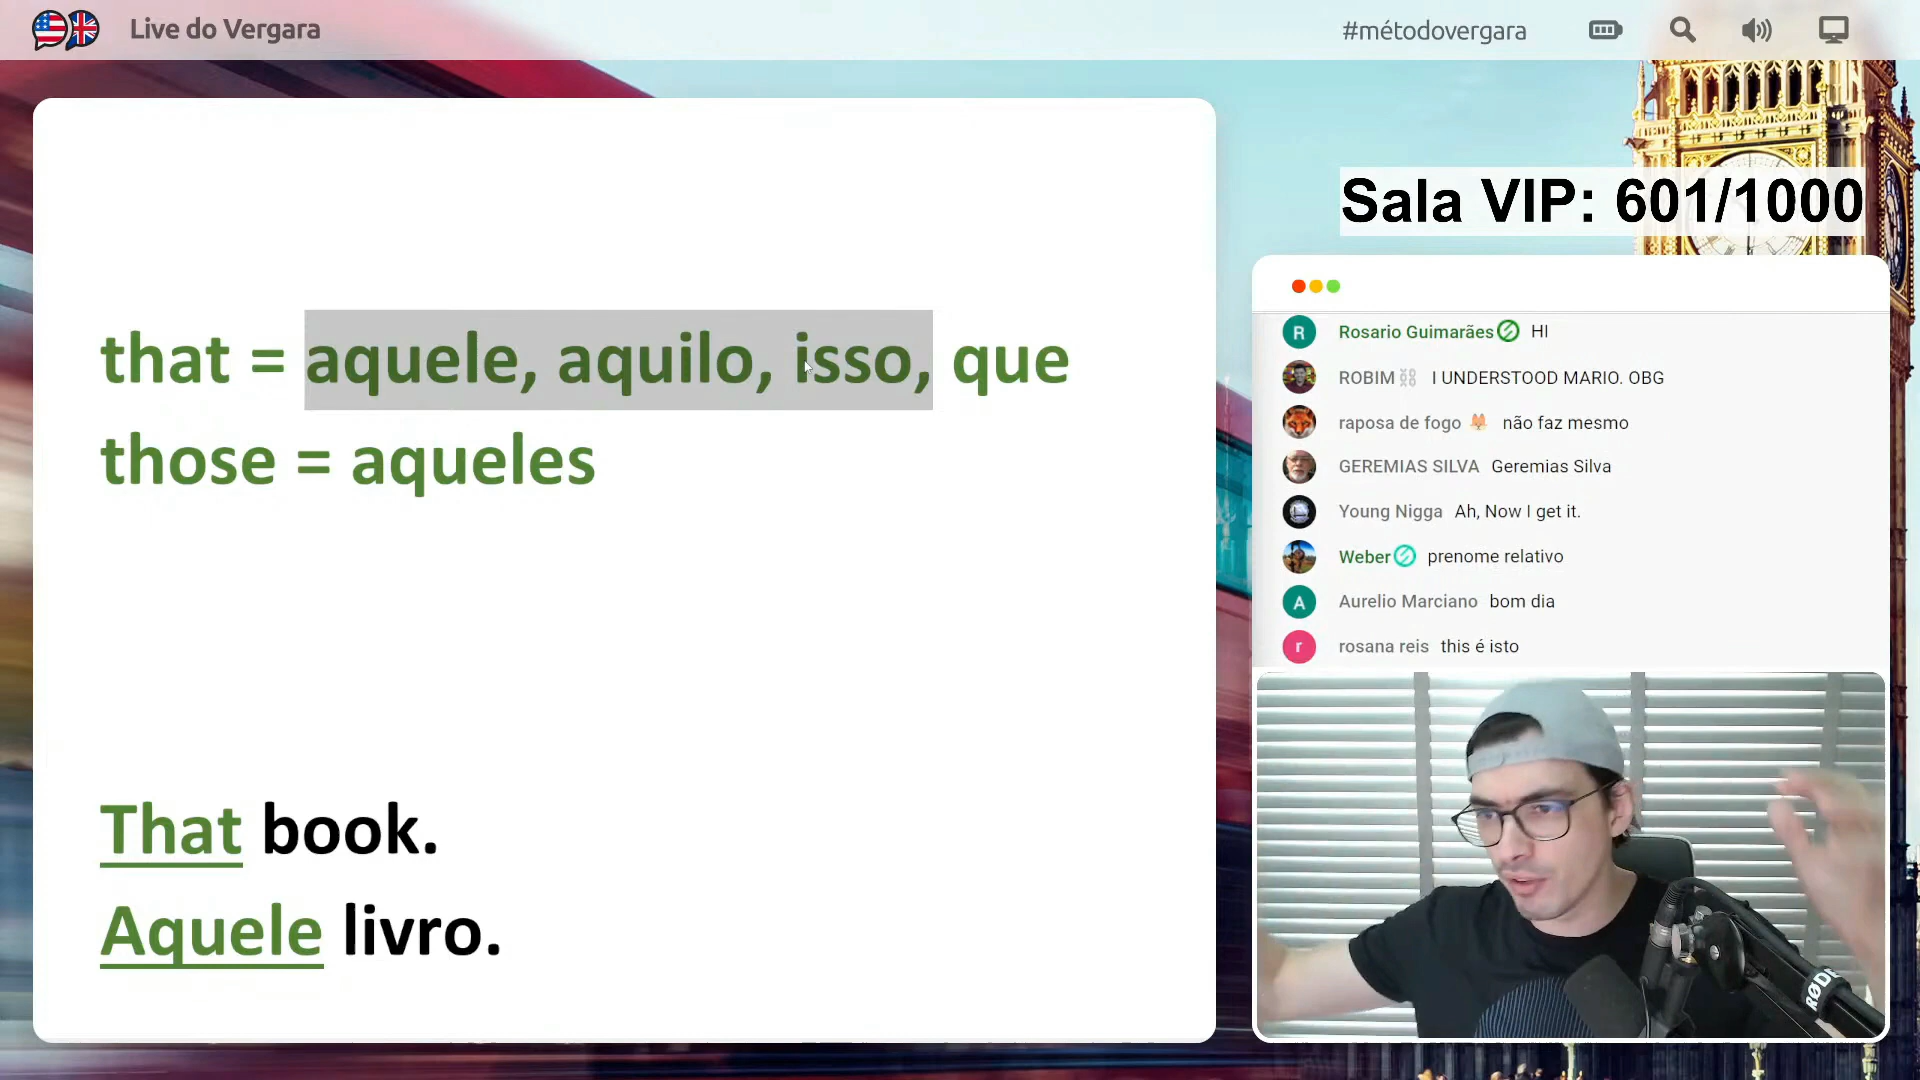 Live do Vergara
#métodovergara
that = aquele, aquilo, isso, que
those = aqueles
That book.
Aquele livro.
Sala VIP: 601/1000
R Rosario Guimarães HI
ROBIM I UNDERSTOOD MARIO. OBG
raposa de fogo não faz mesmo
GEREMIAS SILVA Geremias Silva
Young Nigga Ah, Now I get it.
Weber prenome relativo
A Aurelio Marciano bom dia
r rosana reis this é isto
RØDE